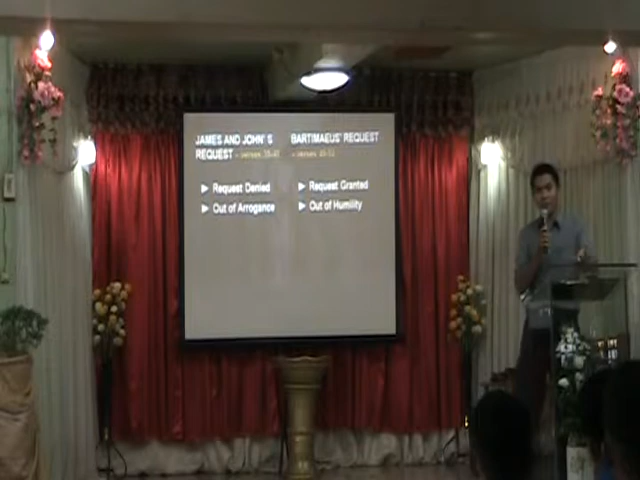 JAMES AND JOHN' S
REQUEST
► Request Denied
► Out of Arrogance
BARTIMAEUS' REQUEST
► Request Granted
► Out of Humility